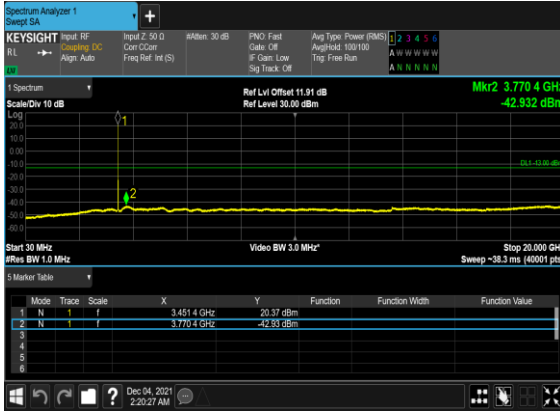 Spectrum Analyzer 1
Swept SA
+
KEYSIGHT Input: RF Input Z: 50 Ω #Atten: 30 dB PNO: Fast Avg Type: Power (RMS) 1 2 3 4 5 6
RL Coupling: DC Corr CCorr Gate: Off Avg|Hold: 100/100 A W W W W W
Align: Auto Freq Ref: Int (S) IF Gain: Low Trig: Free Run
Sig Track: Off A N N N N N
1 Spectrum Ref Lvl Offset 11.91 dB Mkr2 3.770 4 GHz
Scale/Div 10 dB Ref Level 30.00 dBm -42.932 dBm
Log
20.0
10.0
0.00
-10.0
-20.0
-30.0
-40.0
-50.0
-60.0
1
2
DL1 -13.00 dBm
Start 30 MHz Video BW 3.0 MHz* Stop 20.000 GHz
#Res BW 1.0 MHz Sweep ~38.3 ms (40001 pts)
5 Marker Table
Mode Trace Scale X Y Function Function Width Function Value
1 N 1 f 3.451 4 GHz 20.37 dBm
2 N 1 f 3.770 4 GHz -42.93 dBm
3
4
5
6
? Dec 04, 2021
2:20:27 AM